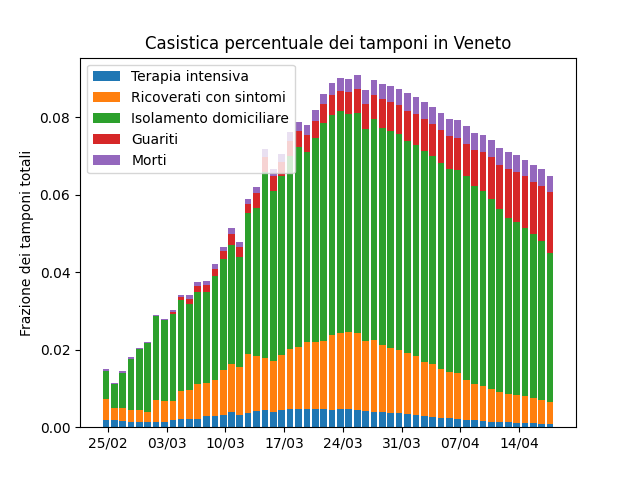 Casistica percentuale dei tamponi in Veneto
Terapia intensiva
Ricoverati con sintomi
Isolamento domiciliare
Guariti
Morti
Frazione dei tamponi totali
0.08
0.06
0.04
0.02
0.00
25/02 03/03 10/03 17/03 24/03 31/03 07/04 14/04